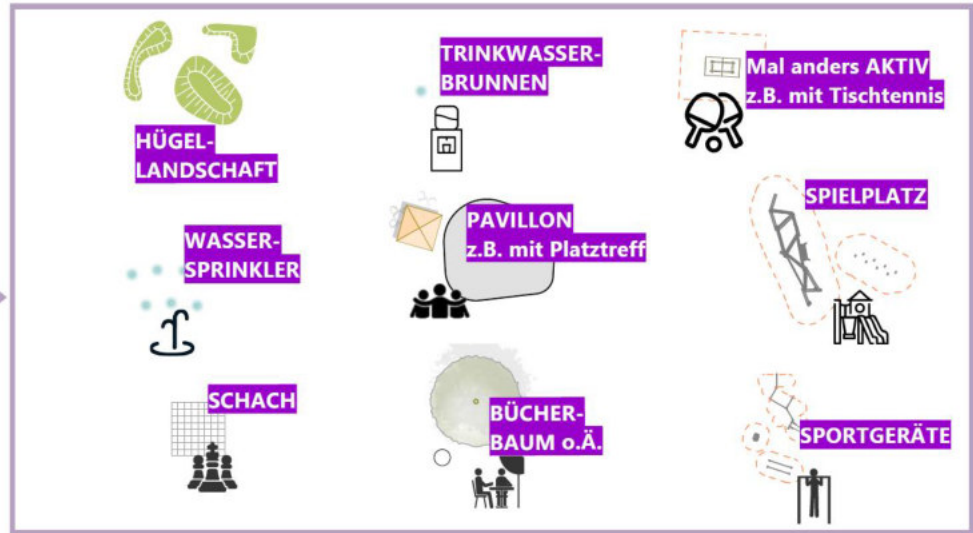 HÜGEL-
LANDSCHAFT
TRINKWASSER-
BRUNNEN
Mal anders AKTIV
z.B. mit Tischtennis
WASSER-
SPRINKLER
PAVILLON
z.B. mit Platztreff
SPIELPLATZ
SCHACH
BÜCHER-
BAUM o.Ä.
SPORTGERÄTE